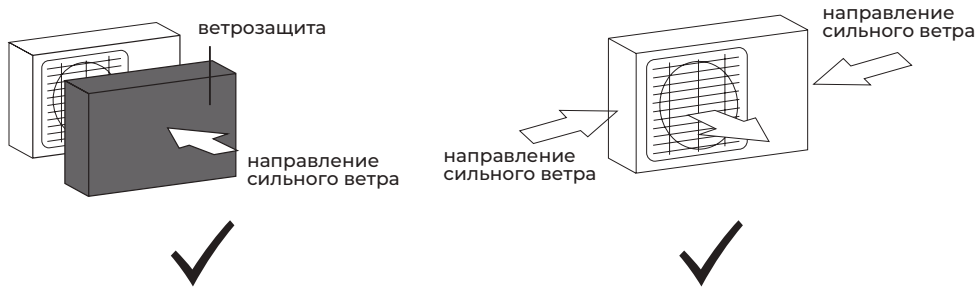 ветрозащита
направление
сильного ветра
направление
сильного ветра
направление
сильного ветра